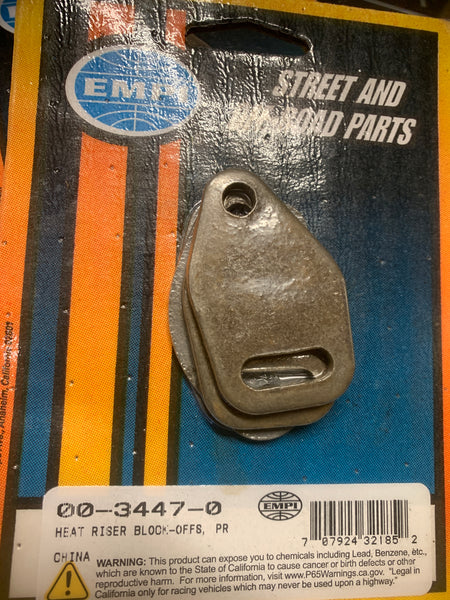 EMPI
STREET AND
ROAD PARTS
Anaheim, California 92801
00-3447-0
HEAT RISER BLOCK-OFFS, PR
CHINA
EMPI
7 07924 32185 2
WARNING: This product can expose you to chemicals including Lead, Benzene, etc.,
which are known to the State of California to cause cancer or birth defects or other
reproductive harm. For more information, visit www.P65Warnings.ca.gov. "Legal in
California only for racing vehicles which may never be used upon a highway."